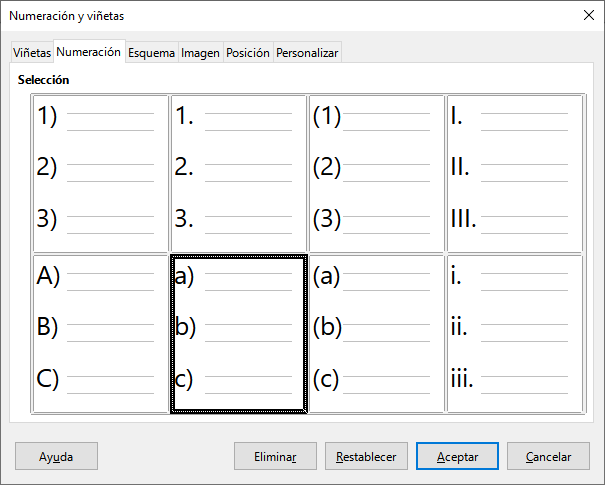 Numeración y viñetas
Viñetas Numeración Esquema Imagen Posición Personalizar
Selección
1) 1. (1) I.
2) 2. (2) II.
3) 3. (3) III.
A) a) (a) i.
B) b) (b) ii.
C) c) (c) iii.
Ayuda Eliminar Restablecer Aceptar Cancelar